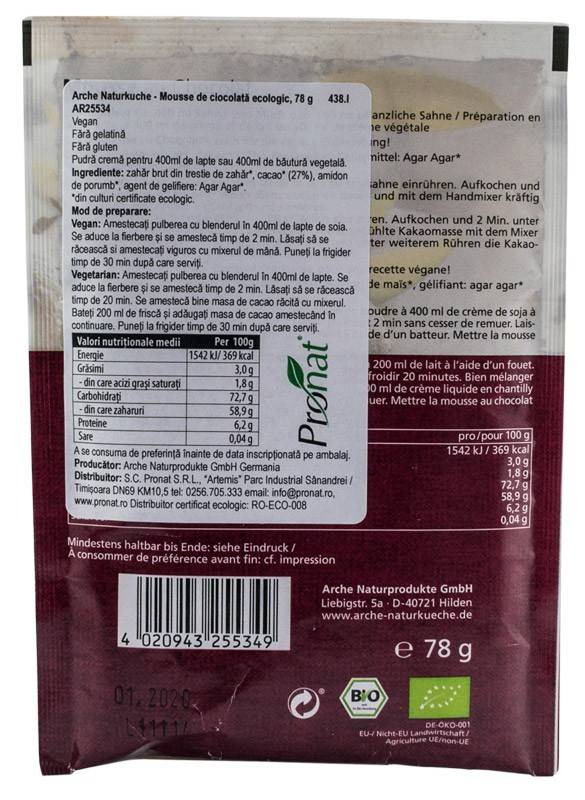 Arche Naturkuche - Mousse de ciocolată ecologic, 78 g 438.I
AR25534
Vegan
Fără gelatină
Fără gluten
Pudră cremă pentru 400ml de lapte sau 400ml de băutură vegetală.
Ingrediente: zahăr brut din trestie de zahăr*, cacao* (27%), amidon
de porumb*, agent de gelifiere: Agar Agar*.
*din culturi certificate ecologic.
Mod de preparare:
Vegan: Amestecați pulberea cu blenderul în 400ml de lapte de soia.
Se aduce la fierbere și se amestecă timp de 2 min. Lăsați să se
răcească si amestecați viguros cu mixerul de mână. Puneți la frigider
timp de 30 min după care serviți.
Vegetarian: Amestecați pulberea cu blenderul în 400ml de lapte. Se
aduce la fierbere și se amestecă timp de 2 min. Lăsați să se răcească
timp de 20 min. Se amestecă bine masa de cacao răcită cu mixerul.
Bateți 200 ml de frișcă și adăugați masa de cacao amestecând în
continuare. Puneți la frigider timp de 30 min după care serviți.
Valori nutriționale medii Per 100g
Energie 1542 kJ/ 369 kcal
Grăsimi 3,0 g
- din care acizi grași saturați 1,8 g
Carbohidrați 72,7 g
- din care zaharuri 58,9 g
Proteine 6,2 g
Sare 0,04 g
Pronat
A se consuma de preferință înainte de data inscripționată pe ambalaj.
Producător: Arche Naturprodukte GmbH Germania
Distribuitor: S.C. Pronat S.R.L., "Artemis" Parc Industrial Sânandrei /
Timișoara DN69 KM10,5 tel: 0256.705.333 email: info@pronat.ro,
www.pronat.ro Distribuitor certificat ecologic: RO-ECO-008
anzliche Sahne / Préparation en
végétale
ung!
mittel: Agar Agar*
ahne einrühren. Aufkochen und
und mit dem Handmixer kräftig
en. Aufkochen und 2 Min. unter
ühlte Kakaomasse mit dem Mixer
ter weiterem Rühren die Kakao-
recette végane!
de maïs*, gélifiant: agar agar*
oudre à 400 ml de crème de soja à
2 min sans cesser de remuer. Lais-
de d'un batteur. Mettre la mousse
200 ml de lait à l'aide d'un fouet.
froidir 20 minutes. Bien mélanger
00 ml de crème liquide en chantilly
uer. Mettre la mousse au chocolat
pro/pour 100 g
1542 kJ / 369 kcal
3,0 g
1,8 g
72,7 g
58,9 g
6,2 g
0,04 g
Mindestens haltbar bis Ende: siehe Eindruck /
À consommer de préférence avant fin: cf. impression
4 020943 255349
Arche Naturprodukte GmbH
Liebigstr. 5a · D-40721 Hilden
www.arche-naturkueche.de
e 78 g
01.2020
BIO
DE-ÖKO-001
EU-/ Nicht-EU Landwirtschaft /
Agriculture UE/non-UE